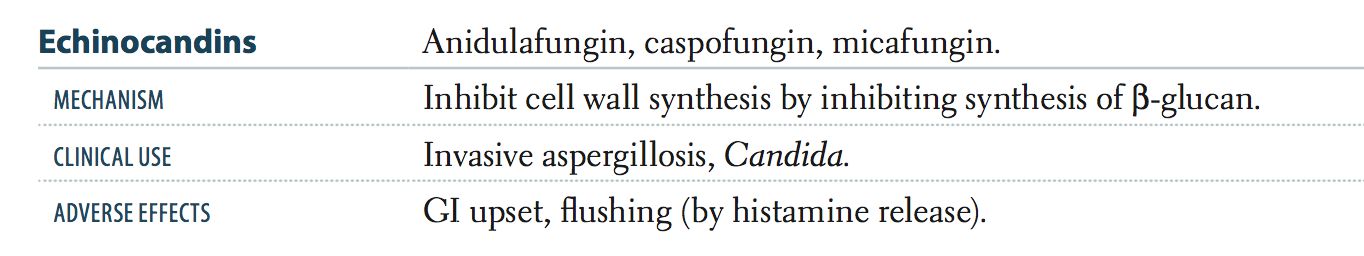 Echinocandins Anidulafungin, caspofungin, micafungin.
MECHANISM Inhibit cell wall synthesis by inhibiting synthesis of β-glucan.
CLINICAL USE Invasive aspergillosis, Candida.
ADVERSE EFFECTS GI upset, flushing (by histamine release).